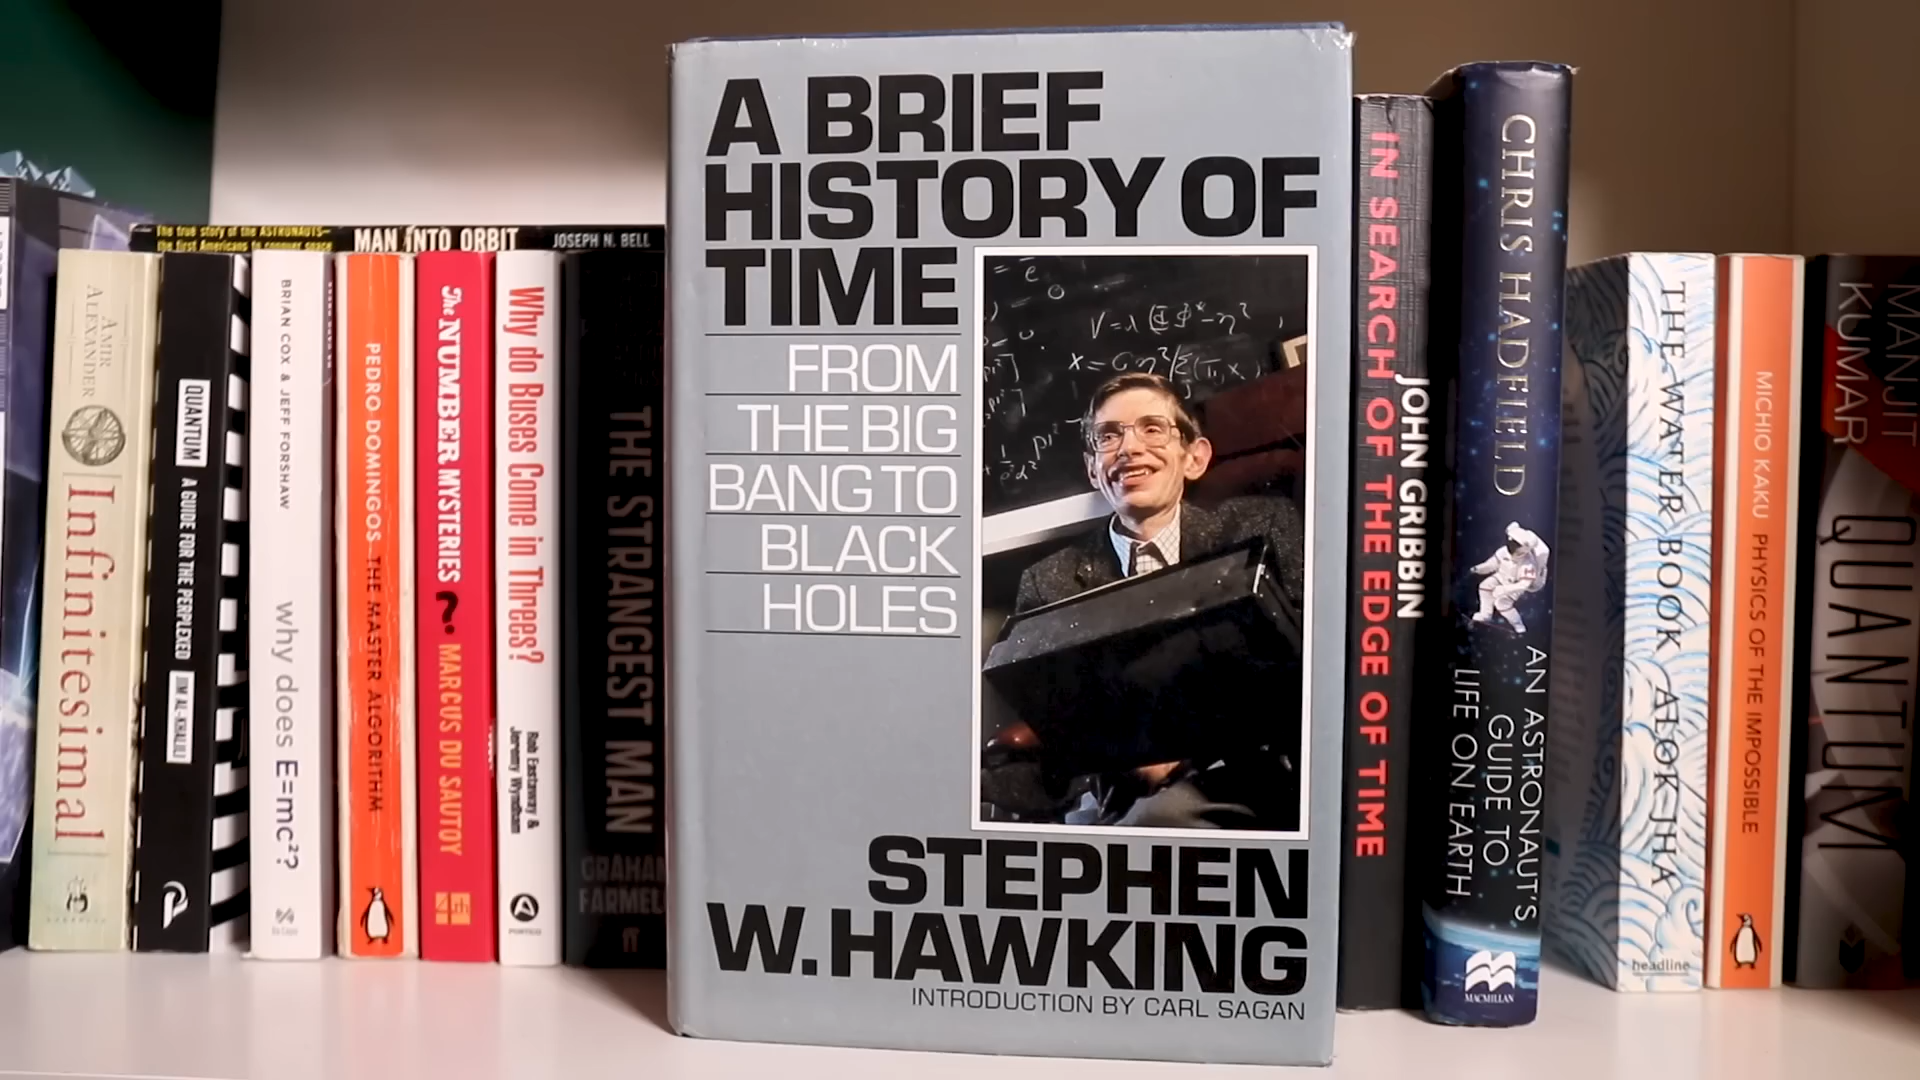 The true story of the ASTRONAUTS—
the first Americans to conquer space
MAN INTO ORBIT
JOSEPH N. BELL
AMIR
ALEXANDER
Infinitesimal
QUANTUM
A GUIDE FOR THE PERPLEXED
JIM AL-KHALILI
BRIAN COX & JEFF FORSHAW
why does E=mc²?
PEDRO DOMINGOS THE MASTER ALGORITHM
The NUMBER MYSTERIES
MARCUS DU SAUTOY
Why do Buses Come in Threes?
Rob Eastaway &
Jeremy Wyndham
PORTICO
THE STRANGEST MAN
GRAHAM
FARMELO
A BRIEF
HISTORY OF
TIME
FROM
THE BIG
BANG TO
BLACK
HOLES
STEPHEN
W. HAWKING
INTRODUCTION BY CARL SAGAN
IN SEARCH OF THE EDGE OF TIME
JOHN GRIBBIN
CHRIS HADFIELD
AN ASTRONAUT'S
GUIDE TO
LIFE ON EARTH
MACMILLAN
THE WATER BOOK ALOK JHA
headline
MICHIO KAKU PHYSICS OF THE IMPOSSIBLE
MANJIT
KUMAR
QUANTUM